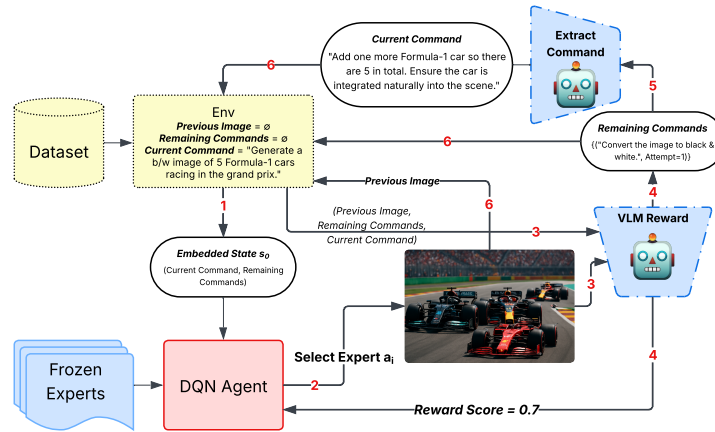 Current Command
"Add one more Formula-1 car so there
are 5 in total. Ensure the car is
integrated naturally into the scene."
Extract
Command
6
5
Env
Previous Image = ∅
Remaining Commands = ∅
Current Command = "Generate a
b/w image of 5 Formula-1 cars
racing in the grand prix."
Dataset
6
Remaining Commands
{("Convert the image to black &
white.", Attempt=1)}
Previous Image
4
1
6
(Previous Image,
Remaining Commands,
Current Command)
3
VLM Reward
Embedded State s₀
(Current Command, Remaining
Commands)
3
Select Expert aᵢ
4
Frozen
Experts
DQN Agent
2
Reward Score = 0.7